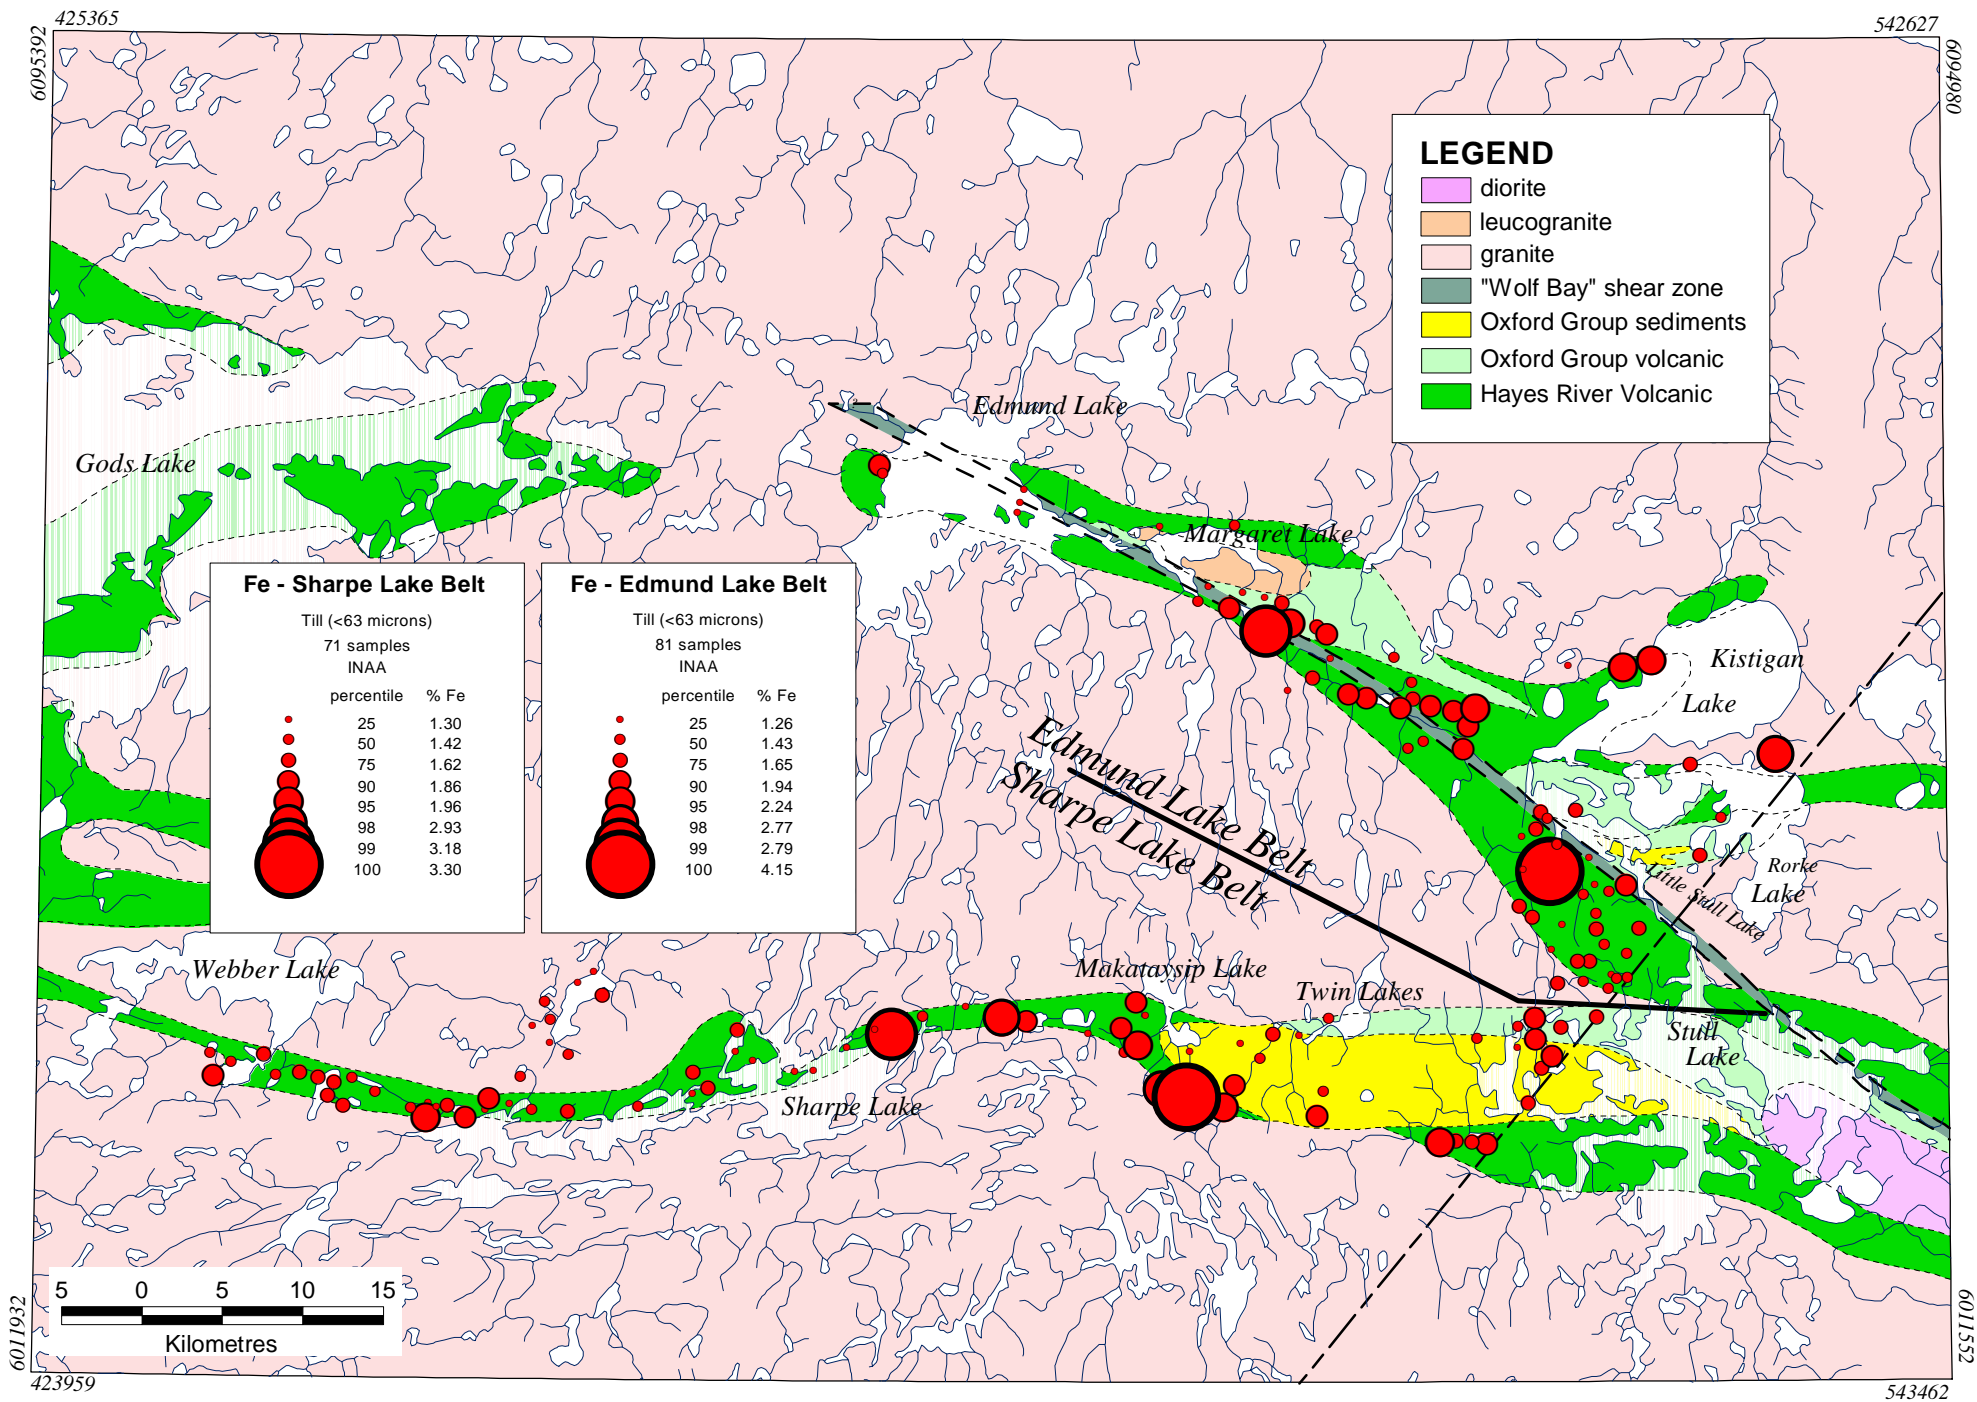 425365
542627
6095392
6094980
LEGEND
diorite
leucogranite
granite
"Wolf Bay" shear zone
Oxford Group sediments
Oxford Group volcanic
Hayes River Volcanic
Edmund Lake
Gods Lake
Margaret Lake
Fe - Sharpe Lake Belt
Till (<63 microns)
71 samples
INAA
percentile % Fe
25 1.30
50 1.42
75 1.62
90 1.86
95 1.96
98 2.93
99 3.18
100 3.30
Fe - Edmund Lake Belt
Till (<63 microns)
81 samples
INAA
percentile % Fe
25 1.26
50 1.43
75 1.65
90 1.94
95 2.24
98 2.77
99 2.79
100 4.15
Kistigan
Lake
Edmund Lake Belt
Sharpe Lake Belt
Rorke
Lake
Little Stull Lake
Webber Lake
Makataysip Lake
Twin Lakes
Stull
Lake
Sharpe Lake
5 0 5 10 15
Kilometres
6011932
6011552
423959
543462